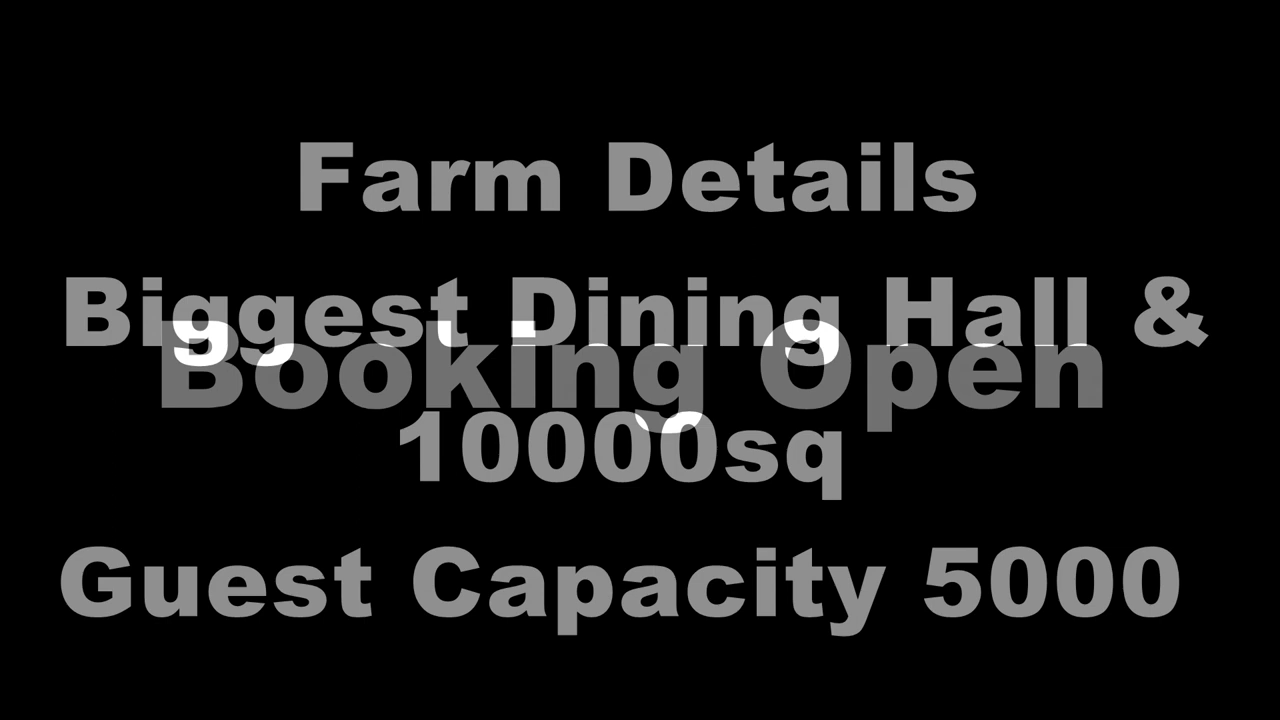 Farm Details
Biggest Dining Hall &
Booking Open
10000sq
Guest Capacity 5000